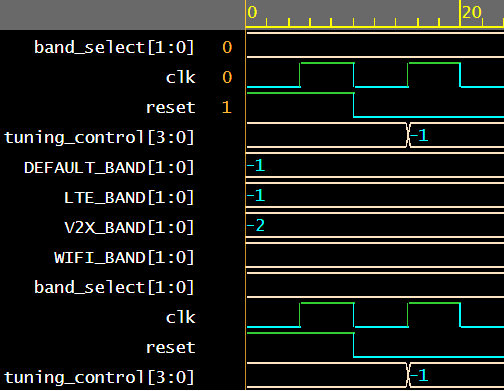 0 20
band_select[1:0] 0
clk 0
reset 1
tuning_control[3:0] -1
DEFAULT_BAND[1:0] -1
LTE_BAND[1:0] -1
V2X_BAND[1:0] -2
WIFI_BAND[1:0]
band_select[1:0]
clk
reset
tuning_control[3:0] -1